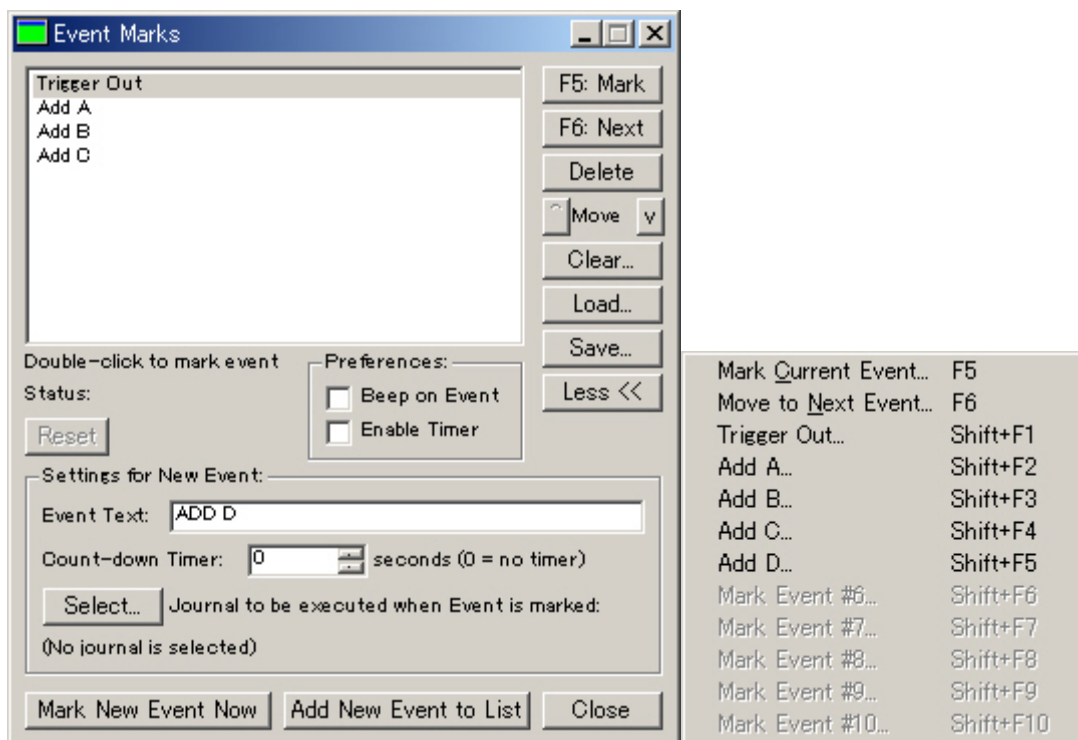 Event Marks
Trigger Out
Add A
Add B
Add C
F5: Mark
F6: Next
Delete
^ Move v
Clear...
Load...
Save...
Less <<
Double-click to mark event
Status:
Reset
Preferences:
Beep on Event
Enable Timer
Settings for New Event:
Event Text: ADD D
Count-down Timer: 0 seconds (0 = no timer)
Select... Journal to be executed when Event is marked:
(No journal is selected)
Mark New Event Now Add New Event to List Close
Mark Current Event... F5
Move to Next Event... F6
Trigger Out... Shift+F1
Add A... Shift+F2
Add B... Shift+F3
Add C... Shift+F4
Add D... Shift+F5
Mark Event #6... Shift+F6
Mark Event #7... Shift+F7
Mark Event #8... Shift+F8
Mark Event #9... Shift+F9
Mark Event #10... Shift+F10